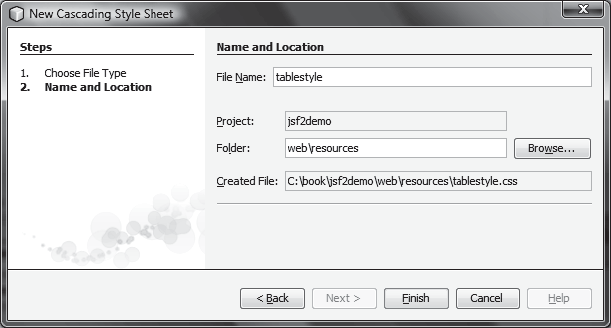 New Cascading Style Sheet
Steps
1. Choose File Type
2. Name and Location
Name and Location
File Name: tablestyle
Project: jsf2demo
Folder: web\resources Browse...
Created File: C:\book\jsf2demo\web\resources\tablestyle.css
< Back Next > Finish Cancel Help